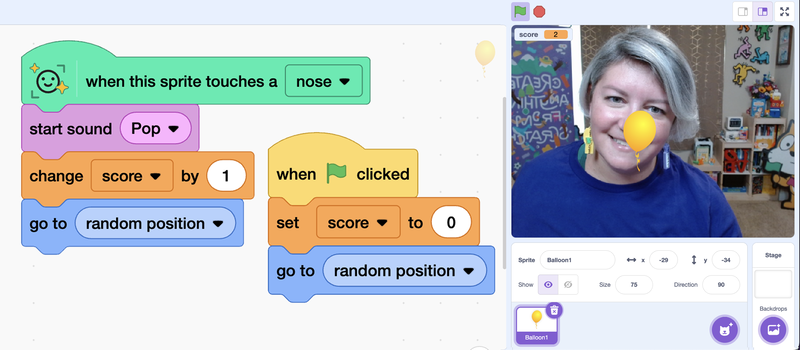 when this sprite touches a nose
start sound Pop
change score by 1
go to random position
when clicked
set score to 0
go to random position
score 2
Sprite Balloon1 x -29 y -34
Show Size 75 Direction 90
Balloon1
Stage
Backdrops